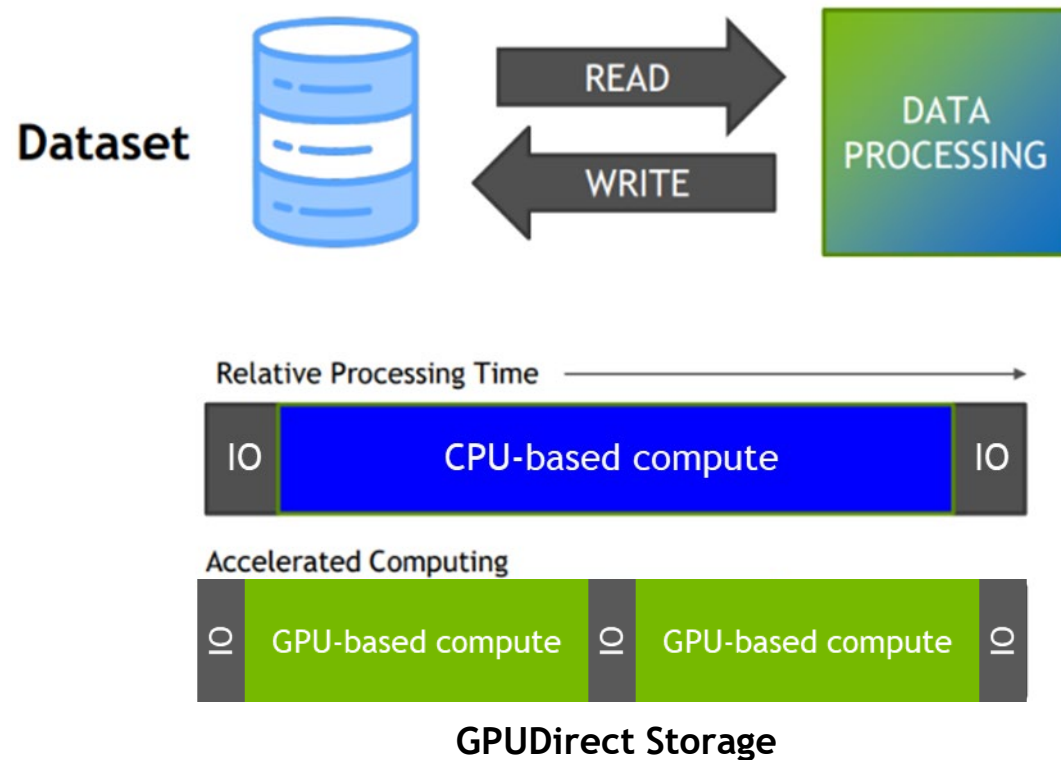 Dataset
READ
WRITE
DATA
PROCESSING
Relative Processing Time
IO
CPU-based compute
IO
Accelerated Computing
IO
GPU-based compute
IO
GPU-based compute
IO
GPUDirect Storage